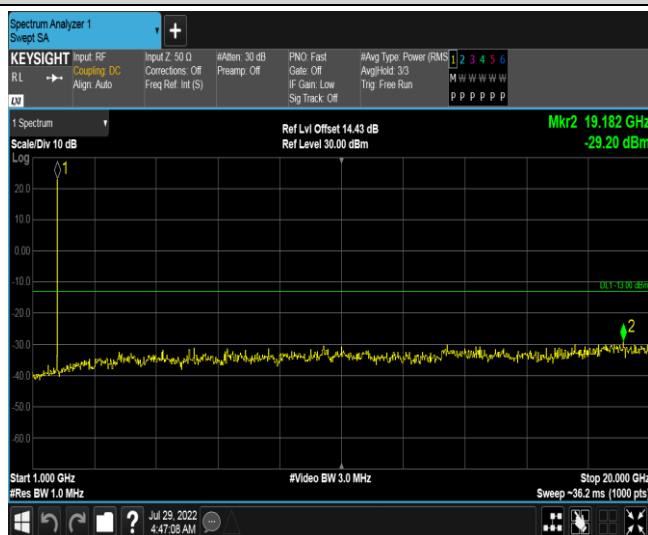 Spectrum Analyzer 1
Swept SA
+
KEYSIGHT
RL
LXI
Input: RF
Coupling: DC
Align: Auto
Input Z: 50 Ω
Corrections: Off
Freq Ref: Int (S)
#Atten: 30 dB
Preamp: Off
PNO: Fast
Gate: Off
IF Gain: Low
Sig Track: Off
#Avg Type: Power (RMS
Avg|Hold: 3/3
Trig: Free Run
1 2 3 4 5 6
M W W W W W
P P P P P P
1 Spectrum
Scale/Div 10 dB
Ref Lvl Offset 14.43 dB
Ref Level 30.00 dBm
Mkr2 19.182 GHz
-29.20 dBm
Log
1
20.0
10.0
0.00
-10.0
DL1 -13.00 dBm
2
-30.0
-40.0
-50.0
-60.0
Start 1.000 GHz
#Res BW 1.0 MHz
#Video BW 3.0 MHz
Stop 20.000 GHz
Sweep ~36.2 ms (1000 pts)
?
Jul 29, 2022
4:47:08 AM